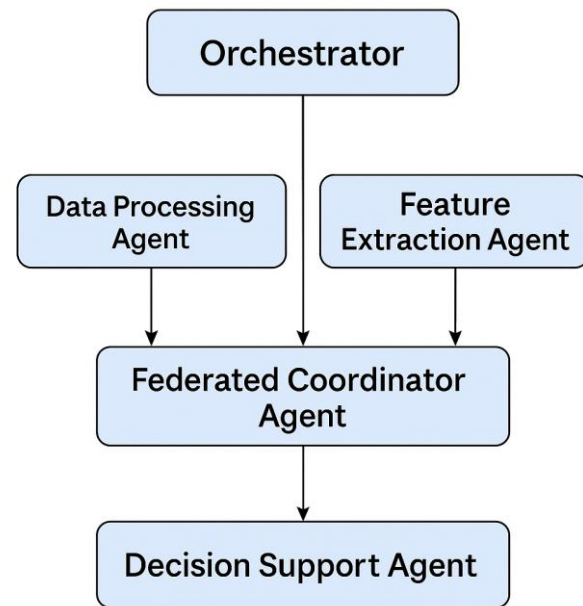 Orchestrator
Data Processing
Agent
Feature
Extraction Agent
Federated Coordinator
Agent
Decision Support Agent